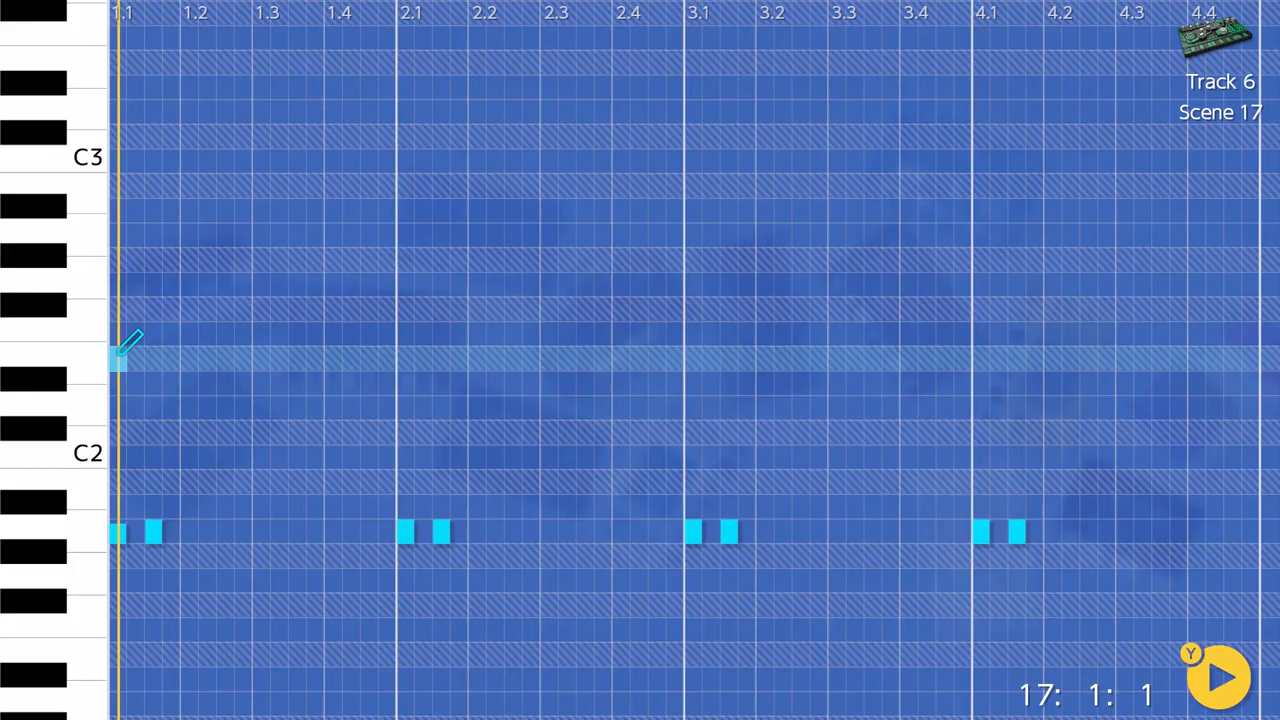 1.1 1.2 1.3 1.4 2.1 2.2 2.3 2.4 3.1 3.2 3.3 3.4 4.1 4.2 4.3 4.4
Track 6
Scene 17
C3
C2
Y
17: 1: 1